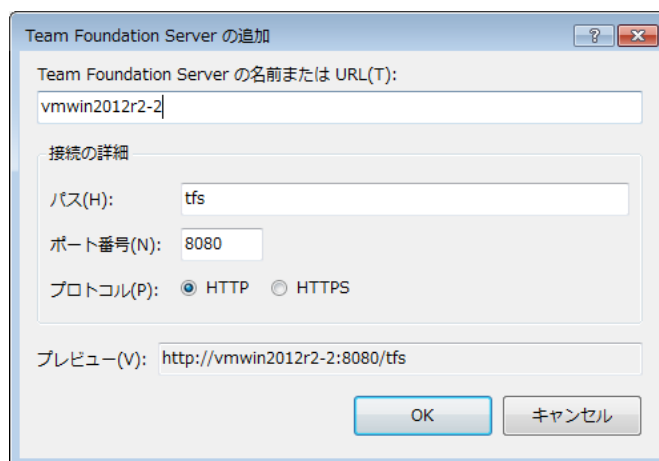 Team Foundation Server の追加
Team Foundation Server の名前または URL(T):
vmwin2012r2-2
接続の詳細
パス(H): tfs
ポート番号(N): 8080
プロトコル(P): HTTP HTTPS
プレビュー(V): http://vmwin2012r2-2:8080/tfs
OK キャンセル